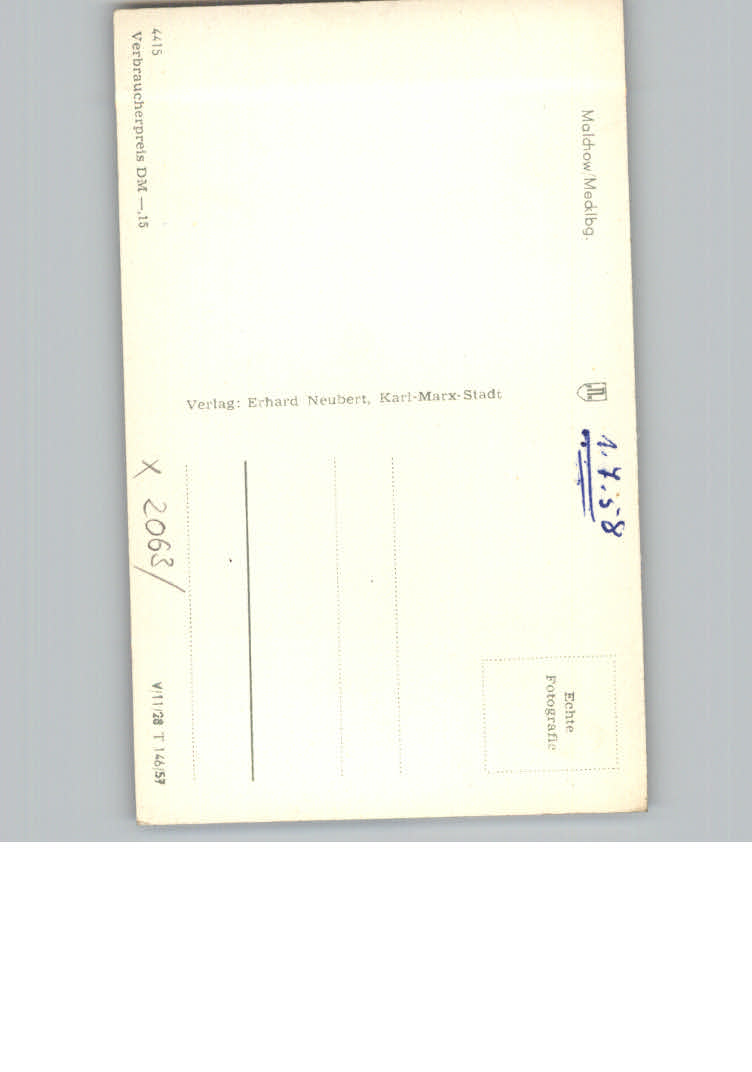 Malchow/Mecklbg.
4415
Verbraucherpreis DM —,15
Verlag: Erhard Neubert, Karl-Marx-Stadt
1.7.58
Echte
Fotografie
X 2063/
V/11/28 T 146/57